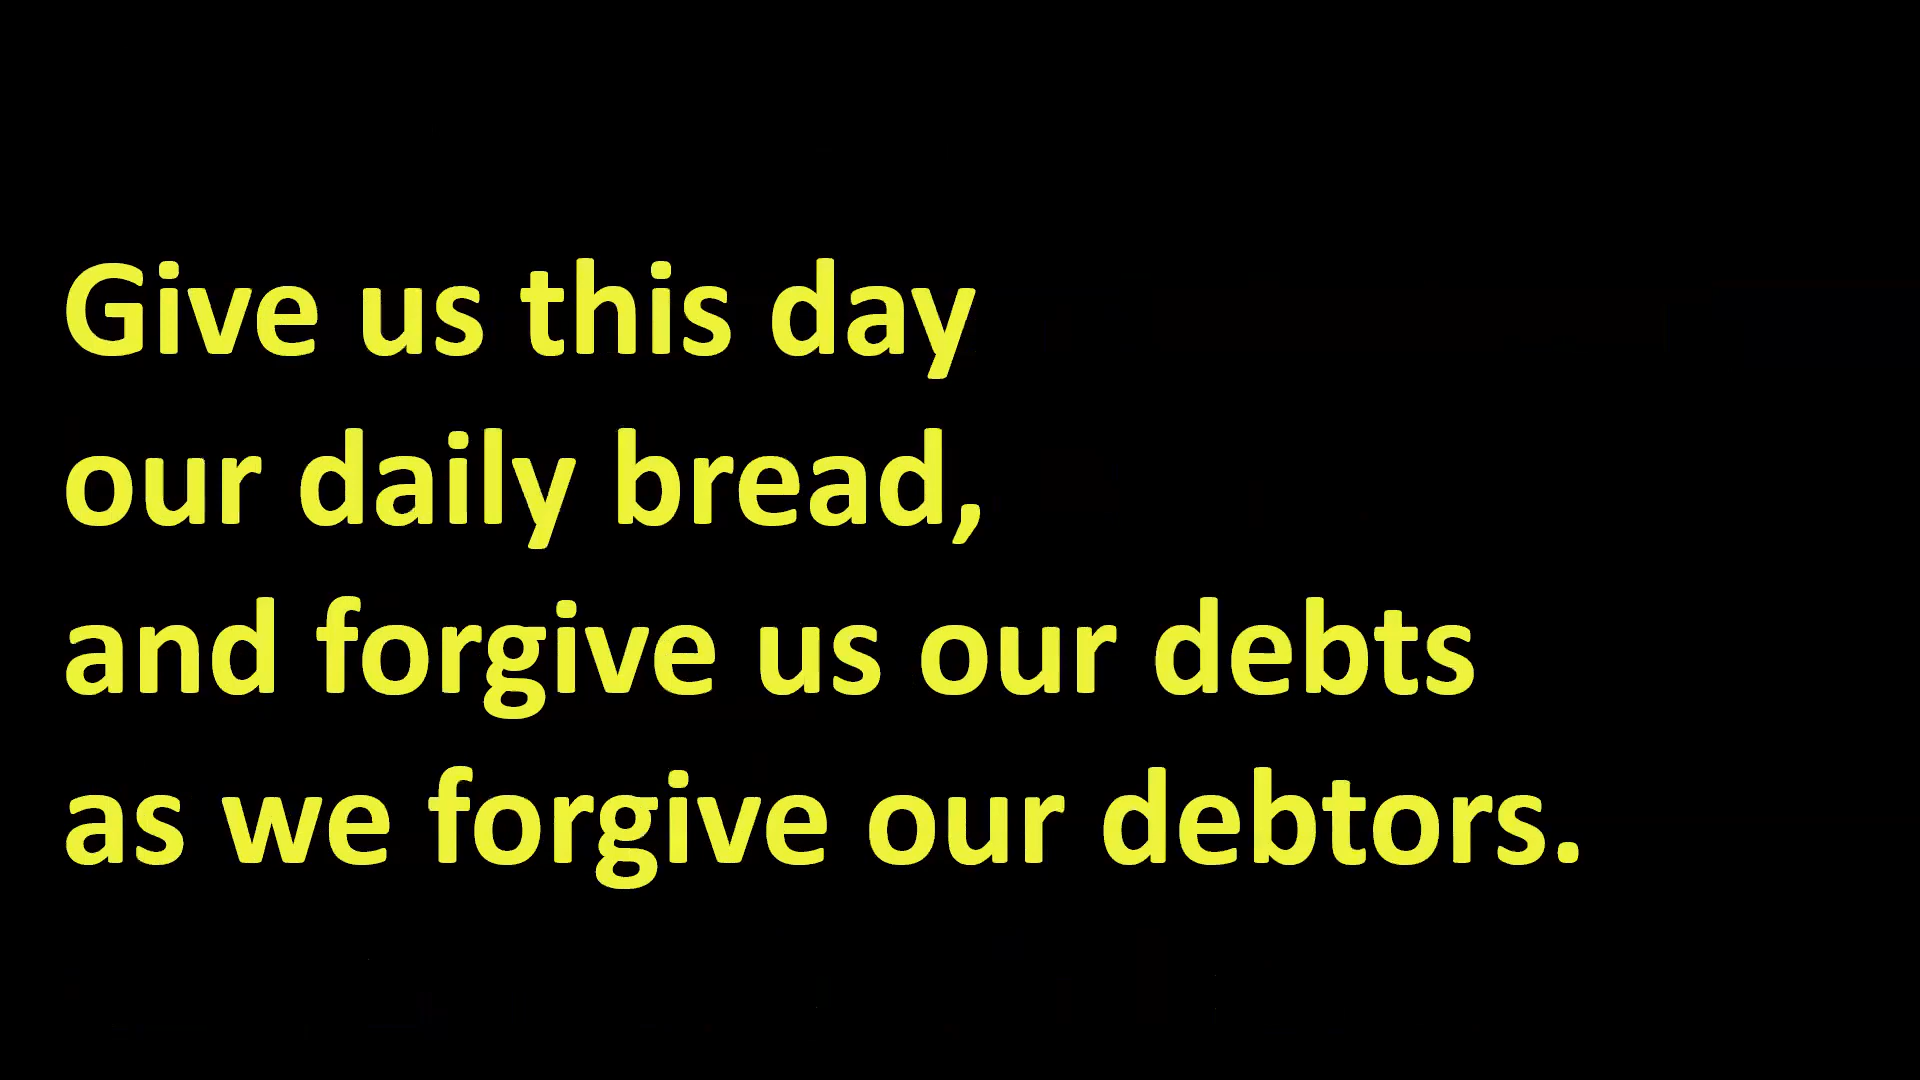 Give us this day
our daily bread,
and forgive us our debts
as we forgive our debtors.